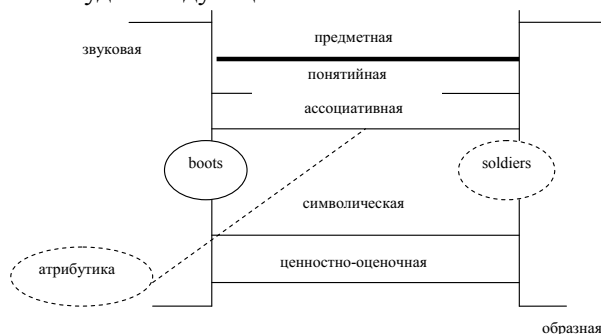 предметная
звуковая
понятийная
ассоциативная
boots
soldiers
символическая
атрибутика
ценностно-оценочная
образная